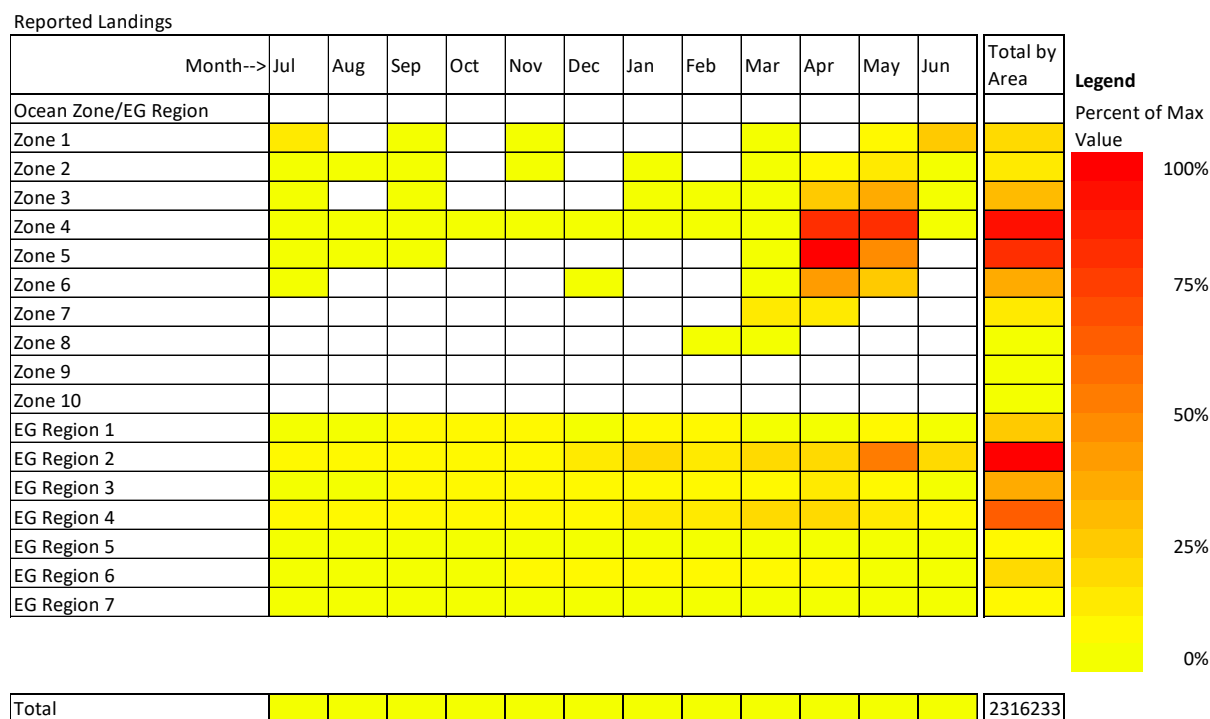 Reported Landings
Month--> Jul Aug Sep Oct Nov Dec Jan Feb Mar Apr May Jun Total by Area
Legend
Ocean Zone/EG Region
Percent of Max Value
Zone 1
Zone 2
100%
Zone 3
Zone 4
Zone 5
Zone 6
75%
Zone 7
Zone 8
Zone 9
Zone 10
EG Region 1
50%
EG Region 2
EG Region 3
EG Region 4
EG Region 5
25%
EG Region 6
EG Region 7
0%
Total 2316233